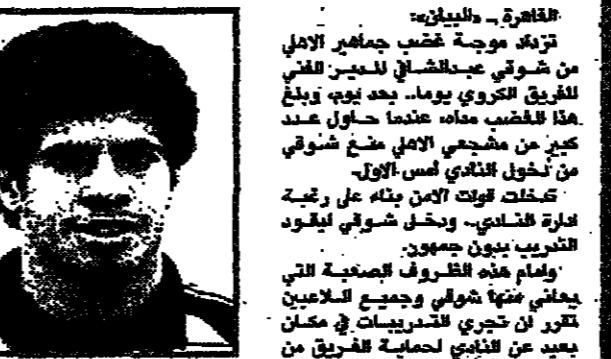 القاهرة ــ «البيان»:
تزداد موجة غضب جماهير الاهلي
من شوقي عبدالشافي المدير الفني
للفريق الكروي يوما.. بعد يوم، وبلغ
هذا الغضب مداه عندما حاول عدد
كبير من مشجعي الاهلي منع شوقي
من دخول النادي أمس الاول.
تدخلت قوات الامن بناء على رغبة
ادارة النادي.. ودخل شوقي ليقود
التدريب بدون جمهور.
وامام هذه الظروف الصعبة التي
يعاني منها شوقي وجميع اللاعبين
تقرر ان تجري التدريبات في مكان
بعيد عن النادي لحماية الفريق من